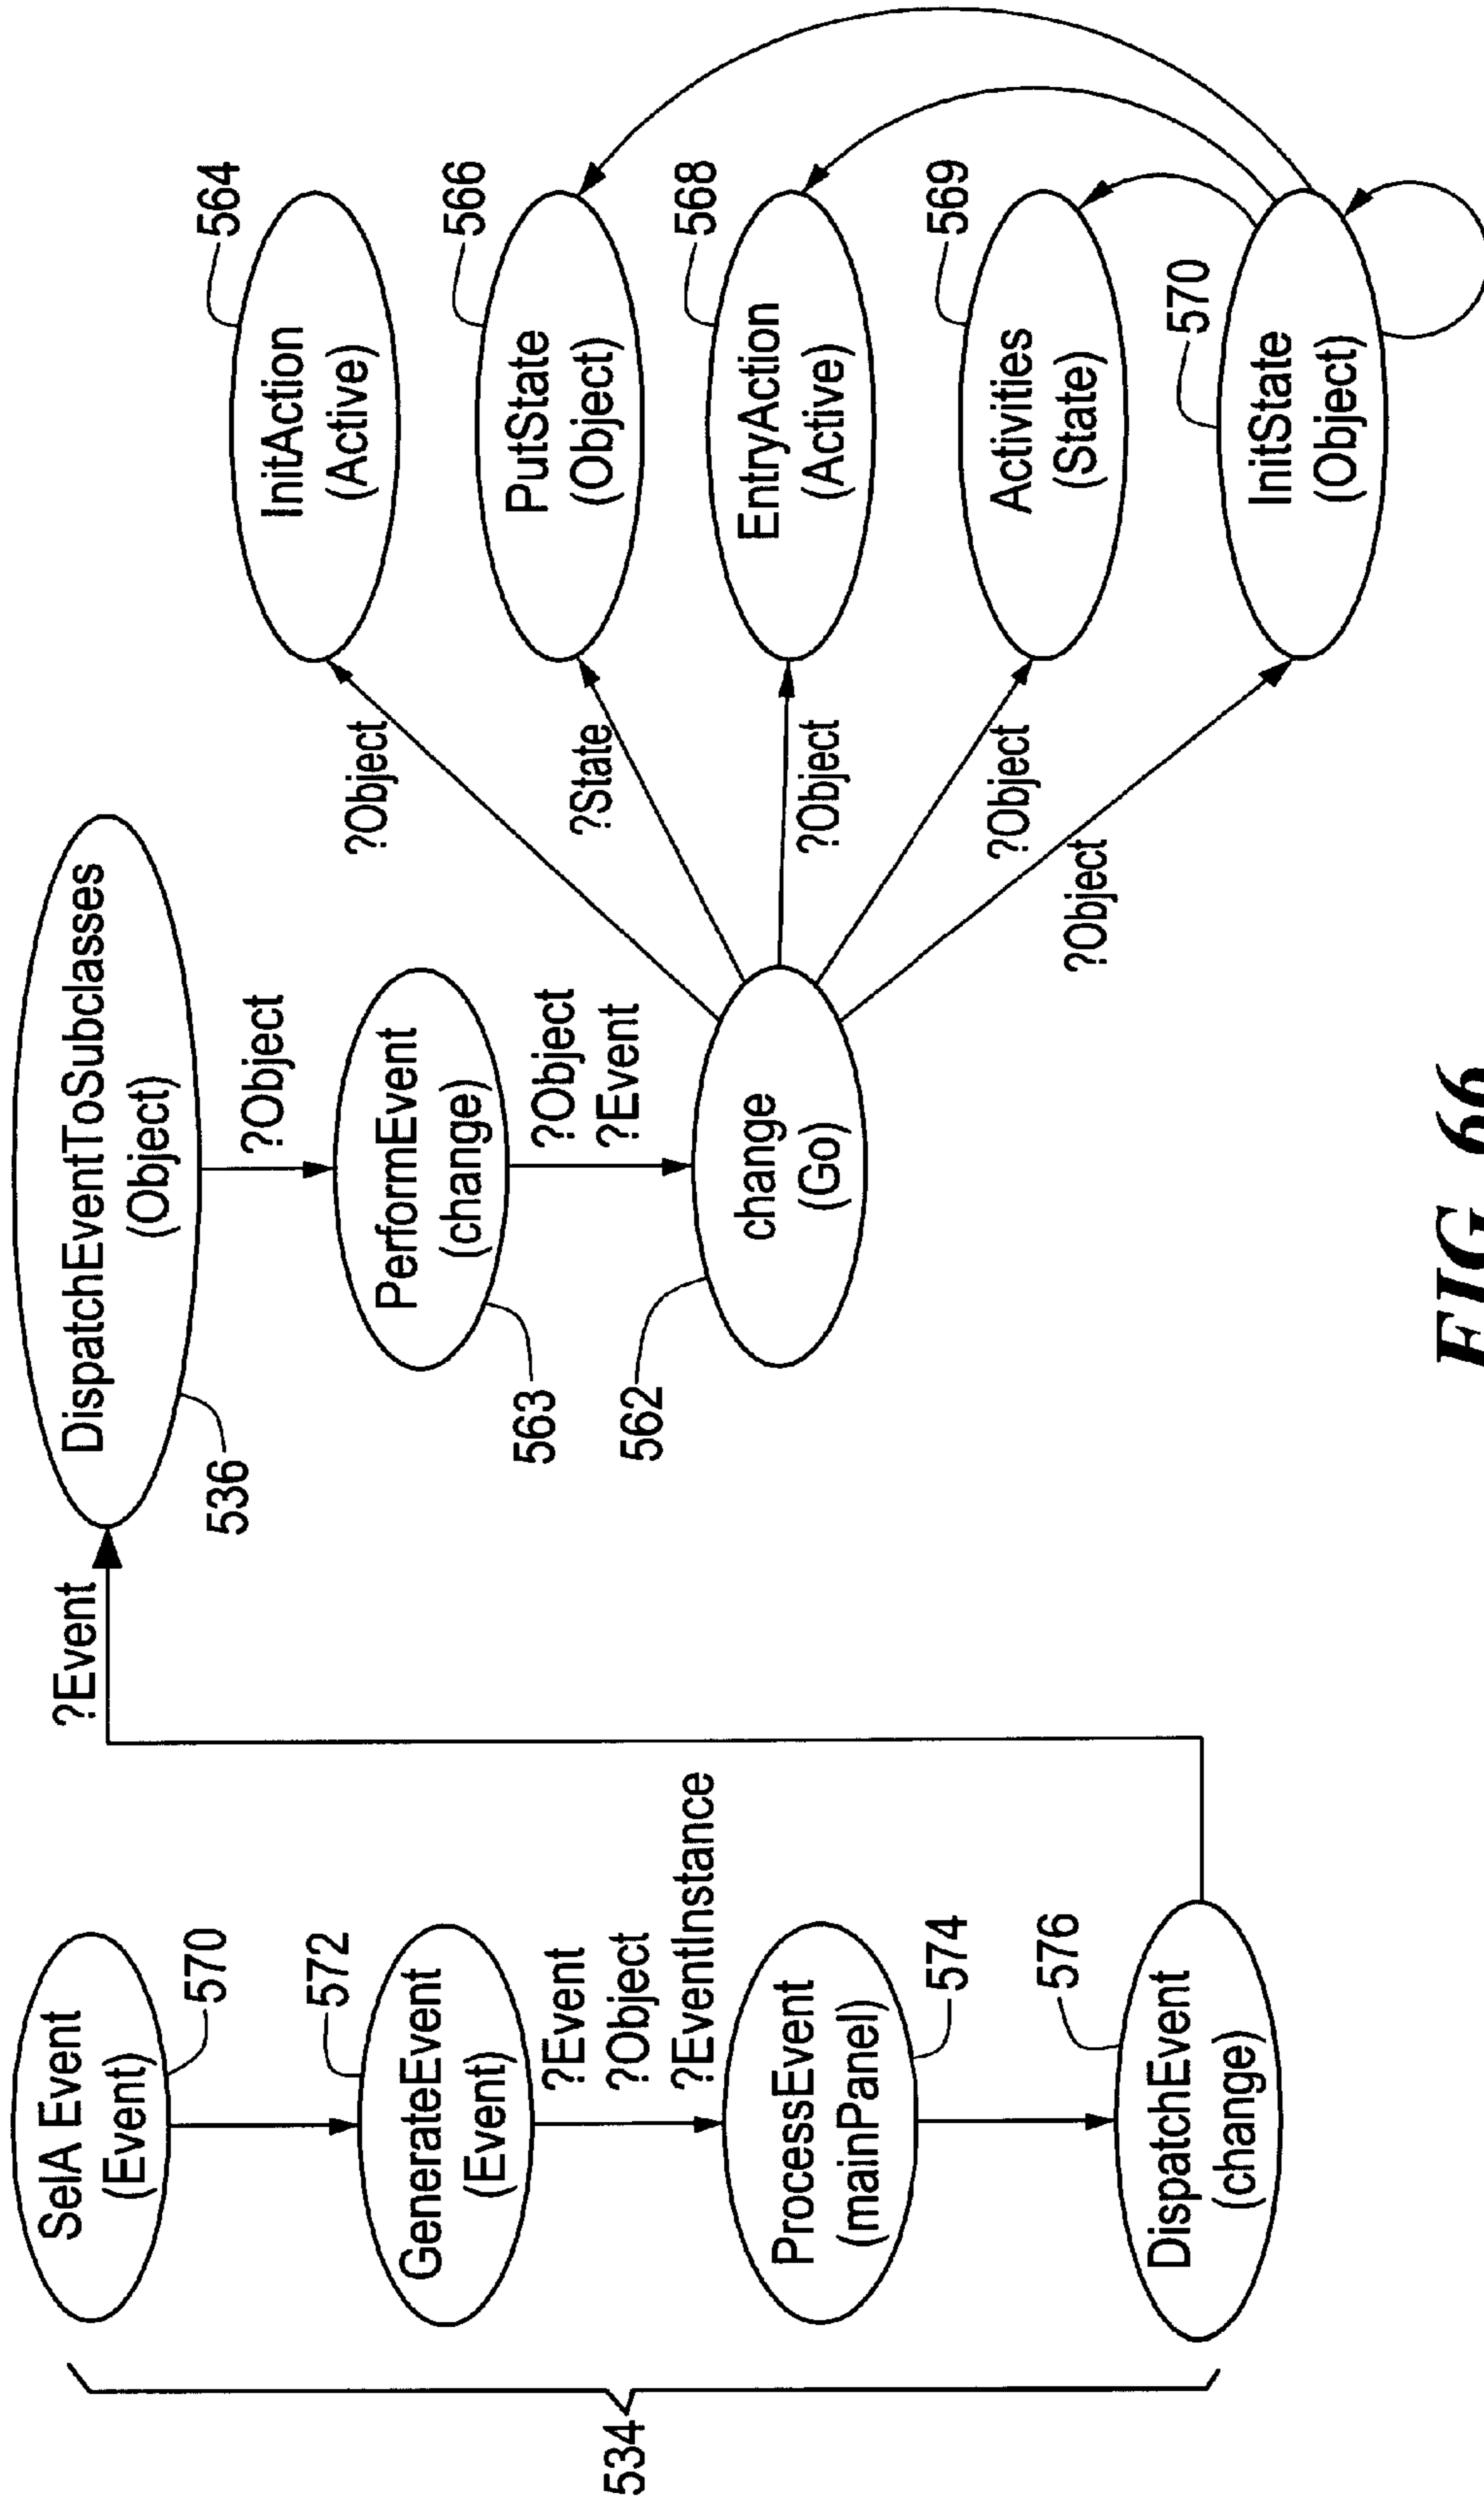 534
SelA Event
(Event)
570
572
GenerateEvent
(Event)
?Event
?Object
?EventInstance
ProcessEvent
(mainPanel)
574
576
DispatchEvent
(change)
?Event
DispatchEventToSubclasses
(Object)
536
?Object
PerformEvent
(change)
563
?Object
?Event
562
change
(Go)
?Object
?State
?Object
?Object
?Object
564
InitAction
(Active)
566
PutState
(Object)
568
EntryAction
(Active)
569
Activities
(State)
570
InitState
(Object)